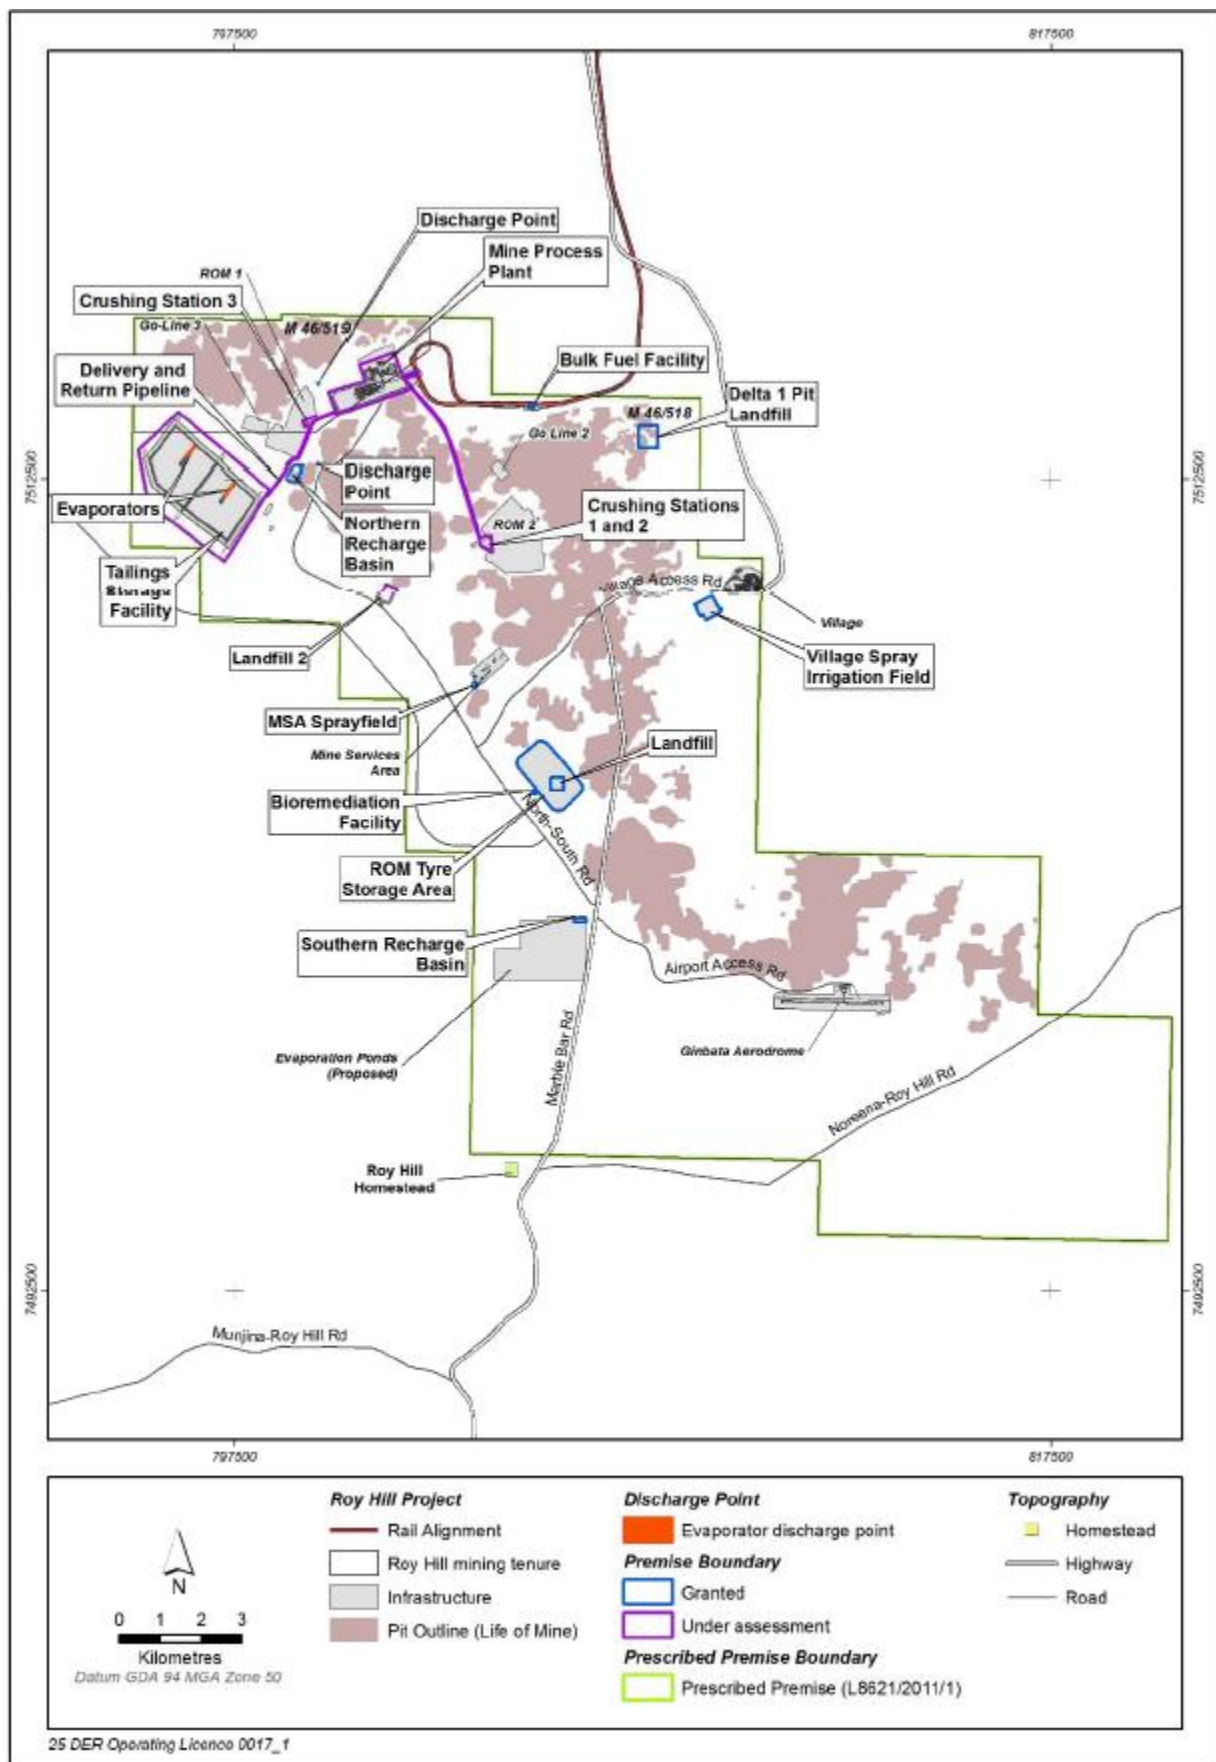 797500
817500
Discharge Point
Mine Process
Plant
ROM 1
Crushing Station 3
Go-Line 3
M 46/519
Delivery and
Return Pipeline
Bulk Fuel Facility
Delta 1 Pit
Landfill
M 46/518
Go Line 2
7512500
7512500
Discharge
Point
Evaporators
Crushing Stations
1 and 2
ROM 2
Northern
Recharge
Basin
Tailings
Storage
Facility
Village Access Rd
Village
Landfill 2
Village Spray
Irrigation Field
MSA Sprayfield
Mine Services
Area
Landfill
Bioremediation
Facility
North-South Rd
ROM Tyre
Storage Area
Southern Recharge
Basin
Airport Access Rd
Evaporation Ponds
(Proposed)
Ginbata Aerodrome
Marble Bar Rd
Noreena-Roy Hill Rd
Roy Hill
Homestead
7492500
7492500
Munjina-Roy Hill Rd
797500
817500
N
0 1 2 3
Kilometres
Datum GDA 94 MGA Zone 50
Roy Hill Project
Rail Alignment
Roy Hill mining tenure
Infrastructure
Pit Outline (Life of Mine)
Discharge Point
Evaporator discharge point
Premise Boundary
Granted
Under assessment
Prescribed Premise Boundary
Prescribed Premise (L8621/2011/1)
Topography
Homestead
Highway
Road
25 DER Operating Licence 0017_1